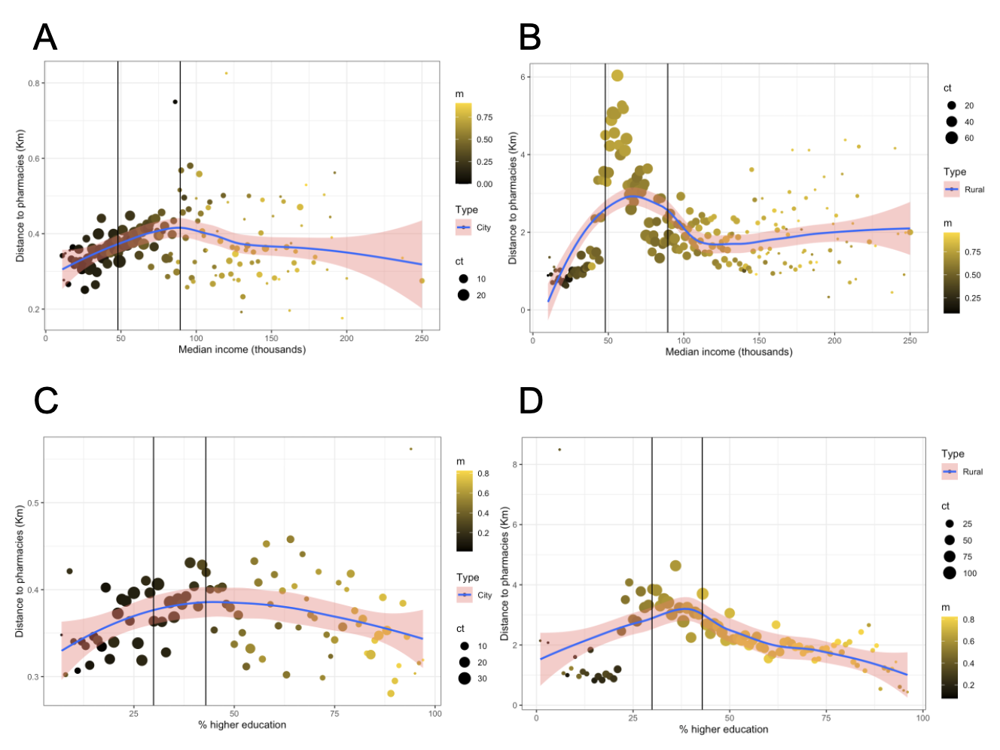 A
Distance to pharmacies (Km)
0.8
0.6
0.4
0.2
0
50
100
150
200
250
Median income (thousands)
m
0.75
0.50
0.25
0.00
Type
City
ct
10
20
B
Distance to pharmacies (Km)
6
4
2
0
0
50
100
150
200
250
Median income (thousands)
ct
20
40
60
Type
Rural
m
0.75
0.50
0.25
C
Distance to pharmacies (Km)
0.5
0.4
0.3
25
50
75
100
% higher education
m
0.8
0.6
0.4
0.2
Type
City
ct
10
20
30
D
Distance to pharmacies (Km)
8
6
4
2
0
0
25
50
75
100
% higher education
Type
Rural
ct
25
50
75
100
m
0.8
0.6
0.4
0.2